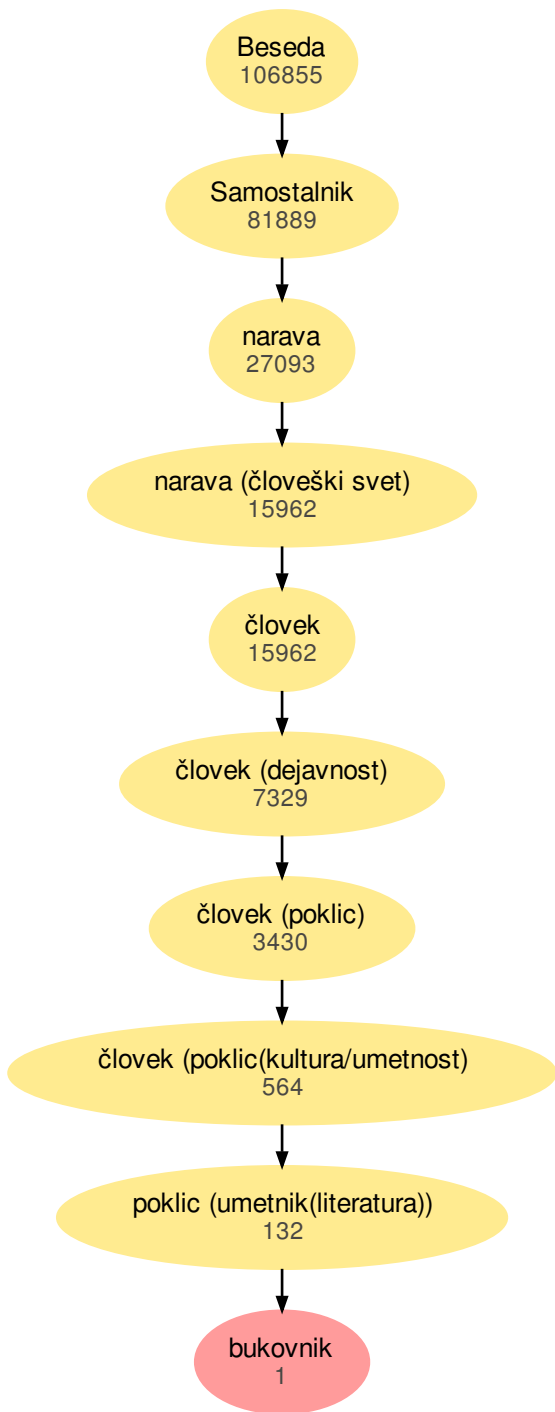 Beseda
106855
Samostalnik
81889
narava
27093
narava (človeški svet)
15962
človek
15962
človek (dejavnost)
7329
človek (poklic)
3430
človek (poklic(kultura/umetnost)
564
poklic (umetnik(literatura))
132
bukovnik
1